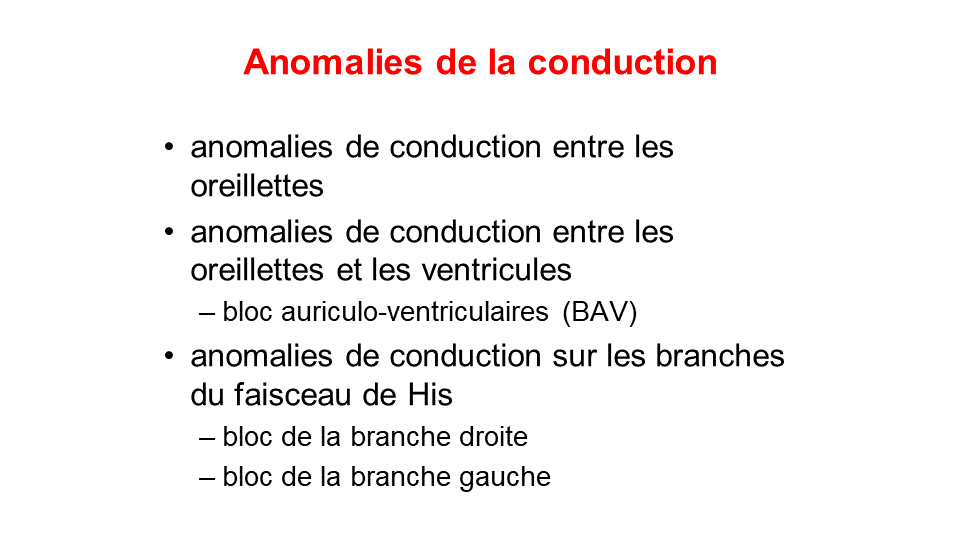 Anomalies de la conduction
• anomalies de conduction entre les
oreillettes
• anomalies de conduction entre les
oreillettes et les ventricules
– bloc auriculo-ventriculaires (BAV)
• anomalies de conduction sur les branches
du faisceau de His
– bloc de la branche droite
– bloc de la branche gauche